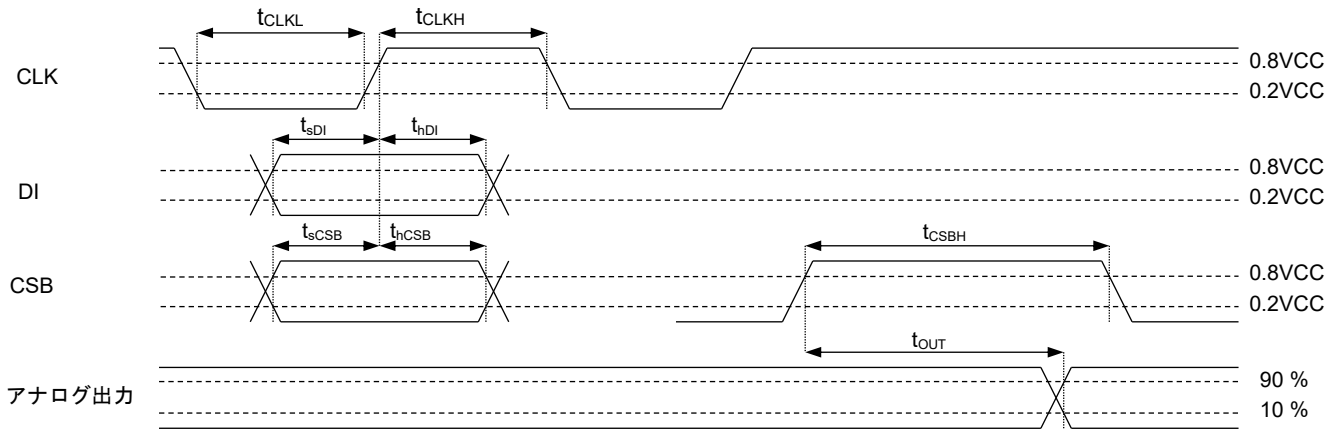 tCLKL tCLKH
CLK
0.8VCC
0.2VCC
tsDI thDI
DI
0.8VCC
0.2VCC
tsCSB thCSB tCSBH
CSB
0.8VCC
0.2VCC
tOUT
アナログ出力
90 %
10 %